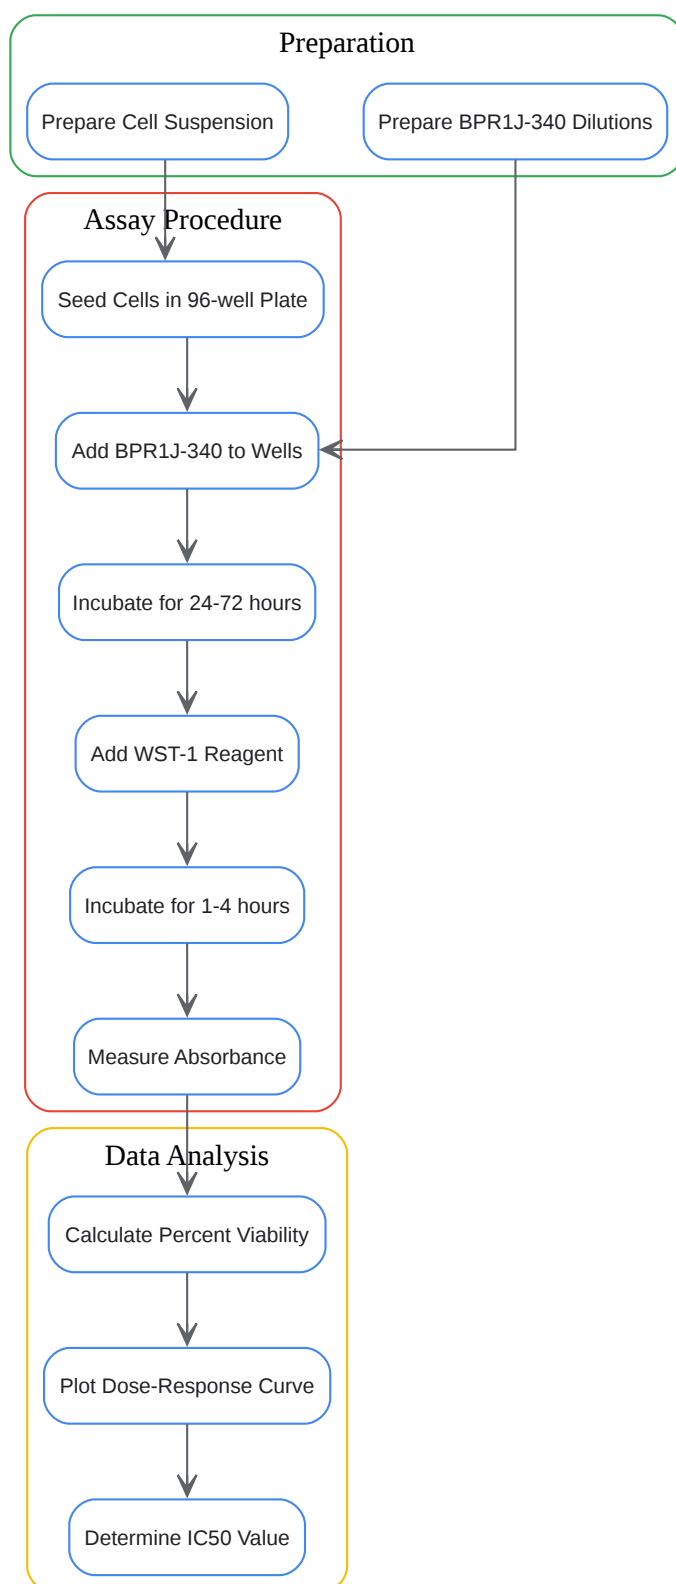 Preparation
Prepare Cell Suspension
Prepare BPR1J-340 Dilutions
Assay Procedure
Seed Cells in 96-well Plate
Add BPR1J-340 to Wells
Incubate for 24-72 hours
Add WST-1 Reagent
Incubate for 1-4 hours
Measure Absorbance
Data Analysis
Calculate Percent Viability
Plot Dose-Response Curve
Determine IC50 Value